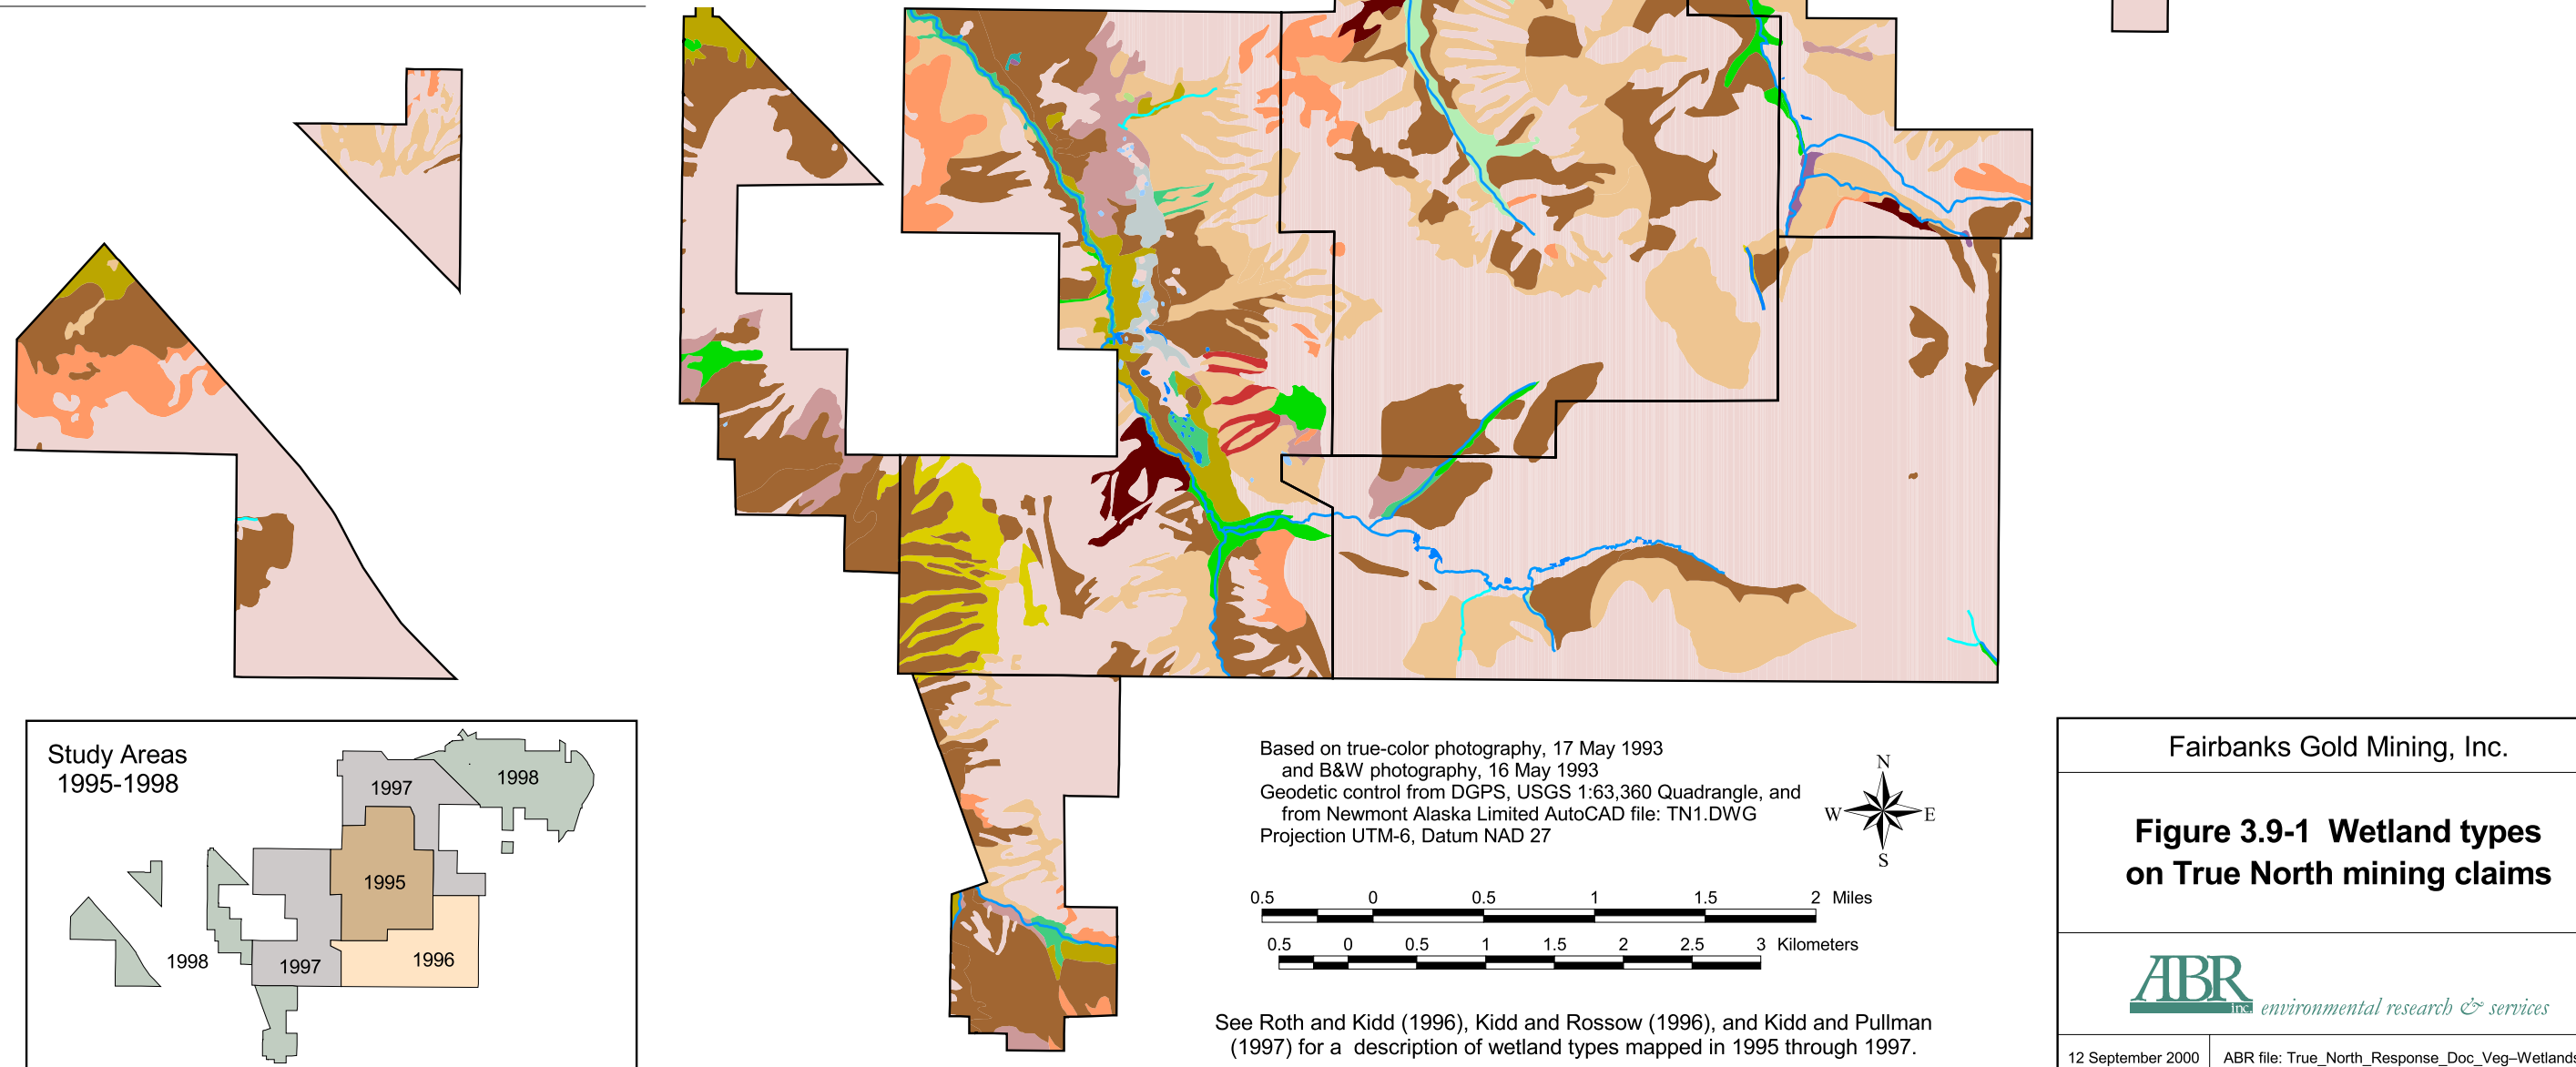 Study Areas
1995-1998
1997
1998
1995
1998
1997
1996
Based on true-color photography, 17 May 1993
and B&W photography, 16 May 1993
Geodetic control from DGPS, USGS 1:63,360 Quadrangle, and
from Newmont Alaska Limited AutoCAD file: TN1.DWG
Projection UTM-6, Datum NAD 27
N
W E
S
0.5 0 0.5 1 1.5 2 Miles
0.5 0 0.5 1 1.5 2 2.5 3 Kilometers
See Roth and Kidd (1996), Kidd and Rossow (1996), and Kidd and Pullman
(1997) for a description of wetland types mapped in 1995 through 1997.
Fairbanks Gold Mining, Inc.
Figure 3.9-1 Wetland types
on True North mining claims
ABR inc. environmental research & services
12 September 2000 ABR file: True_North_Response_Doc_Veg–Wetlands